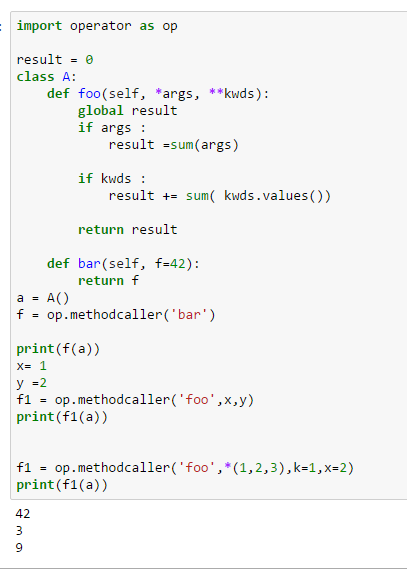 import operator as op
result = 0
class A:
    def foo(self, *args, **kwds):
        global result
        if args :
            result =sum(args)
        if kwds :
            result += sum( kwds.values())
        return result
    def bar(self, f=42):
        return f
a = A()
f = op.methodcaller('bar')
print(f(a))
x= 1
y =2
f1 = op.methodcaller('foo',x,y)
print(f1(a))
f1 = op.methodcaller('foo',*(1,2,3),k=1,x=2)
print(f1(a))
42
3
9